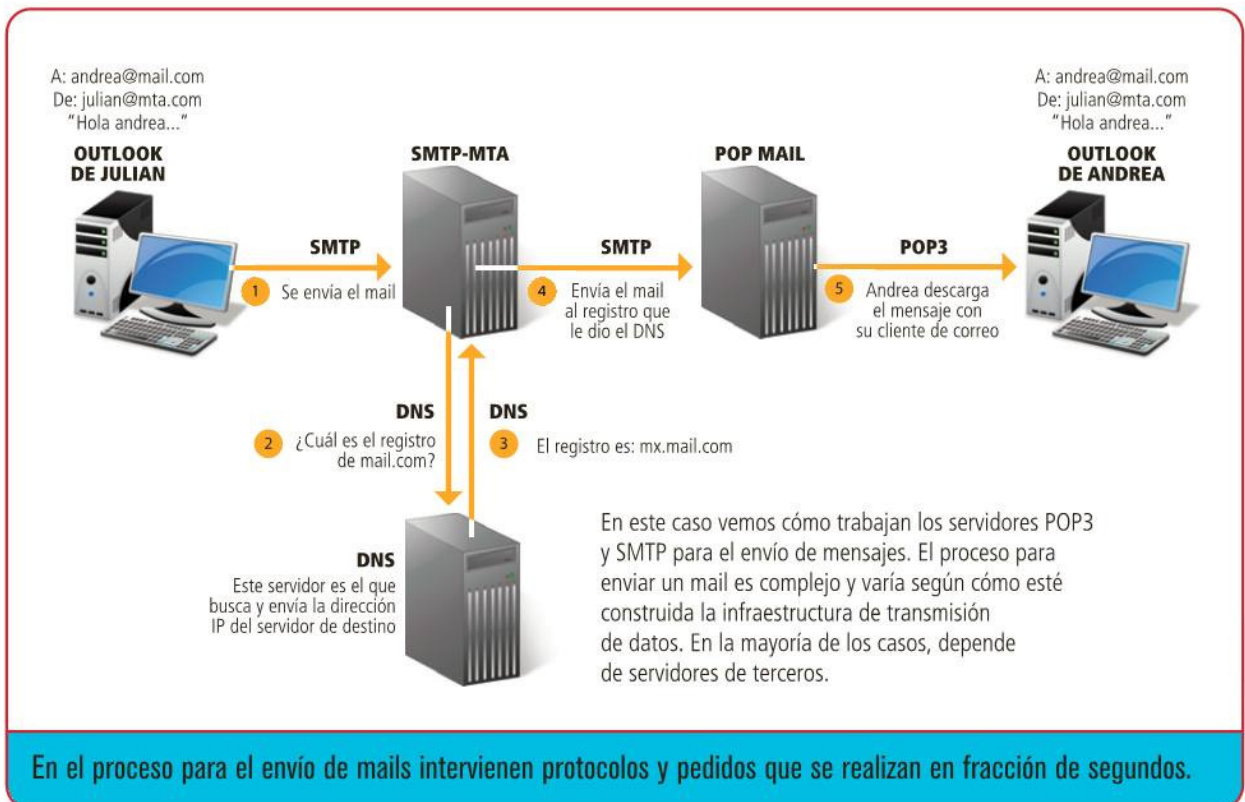 A: andrea@mail.com
De: julian@mta.com
“Hola andrea...”
OUTLOOK
DE JULIAN
SMTP-MTA
POP MAIL
A: andrea@mail.com
De: julian@mta.com
“Hola andrea...”
OUTLOOK
DE ANDREA
SMTP
1 Se envía el mail
SMTP
4 Envía el mail
al registro que
le dio el DNS
POP3
5 Andrea descarga
el mensaje con
su cliente de correo
DNS
2 ¿Cuál es el registro
de mail.com?
DNS
3 El registro es: mx.mail.com
DNS
Este servidor es el que
busca y envía la dirección
IP del servidor de destino
En este caso vemos cómo trabajan los servidores POP3
y SMTP para el envío de mensajes. El proceso para
enviar un mail es complejo y varía según cómo esté
construida la infraestructura de transmisión
de datos. En la mayoría de los casos, depende
de servidores de terceros.
En el proceso para el envío de mails intervienen protocolos y pedidos que se realizan en fracción de segundos.